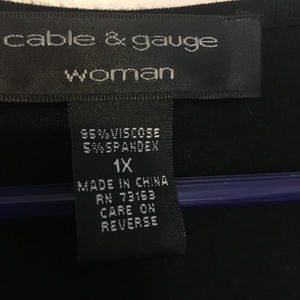 cable & gauge
woman
95% VISCOSE
5% SPANDEX
1X
MADE IN CHINA
RN 73163
CARE ON
REVERSE